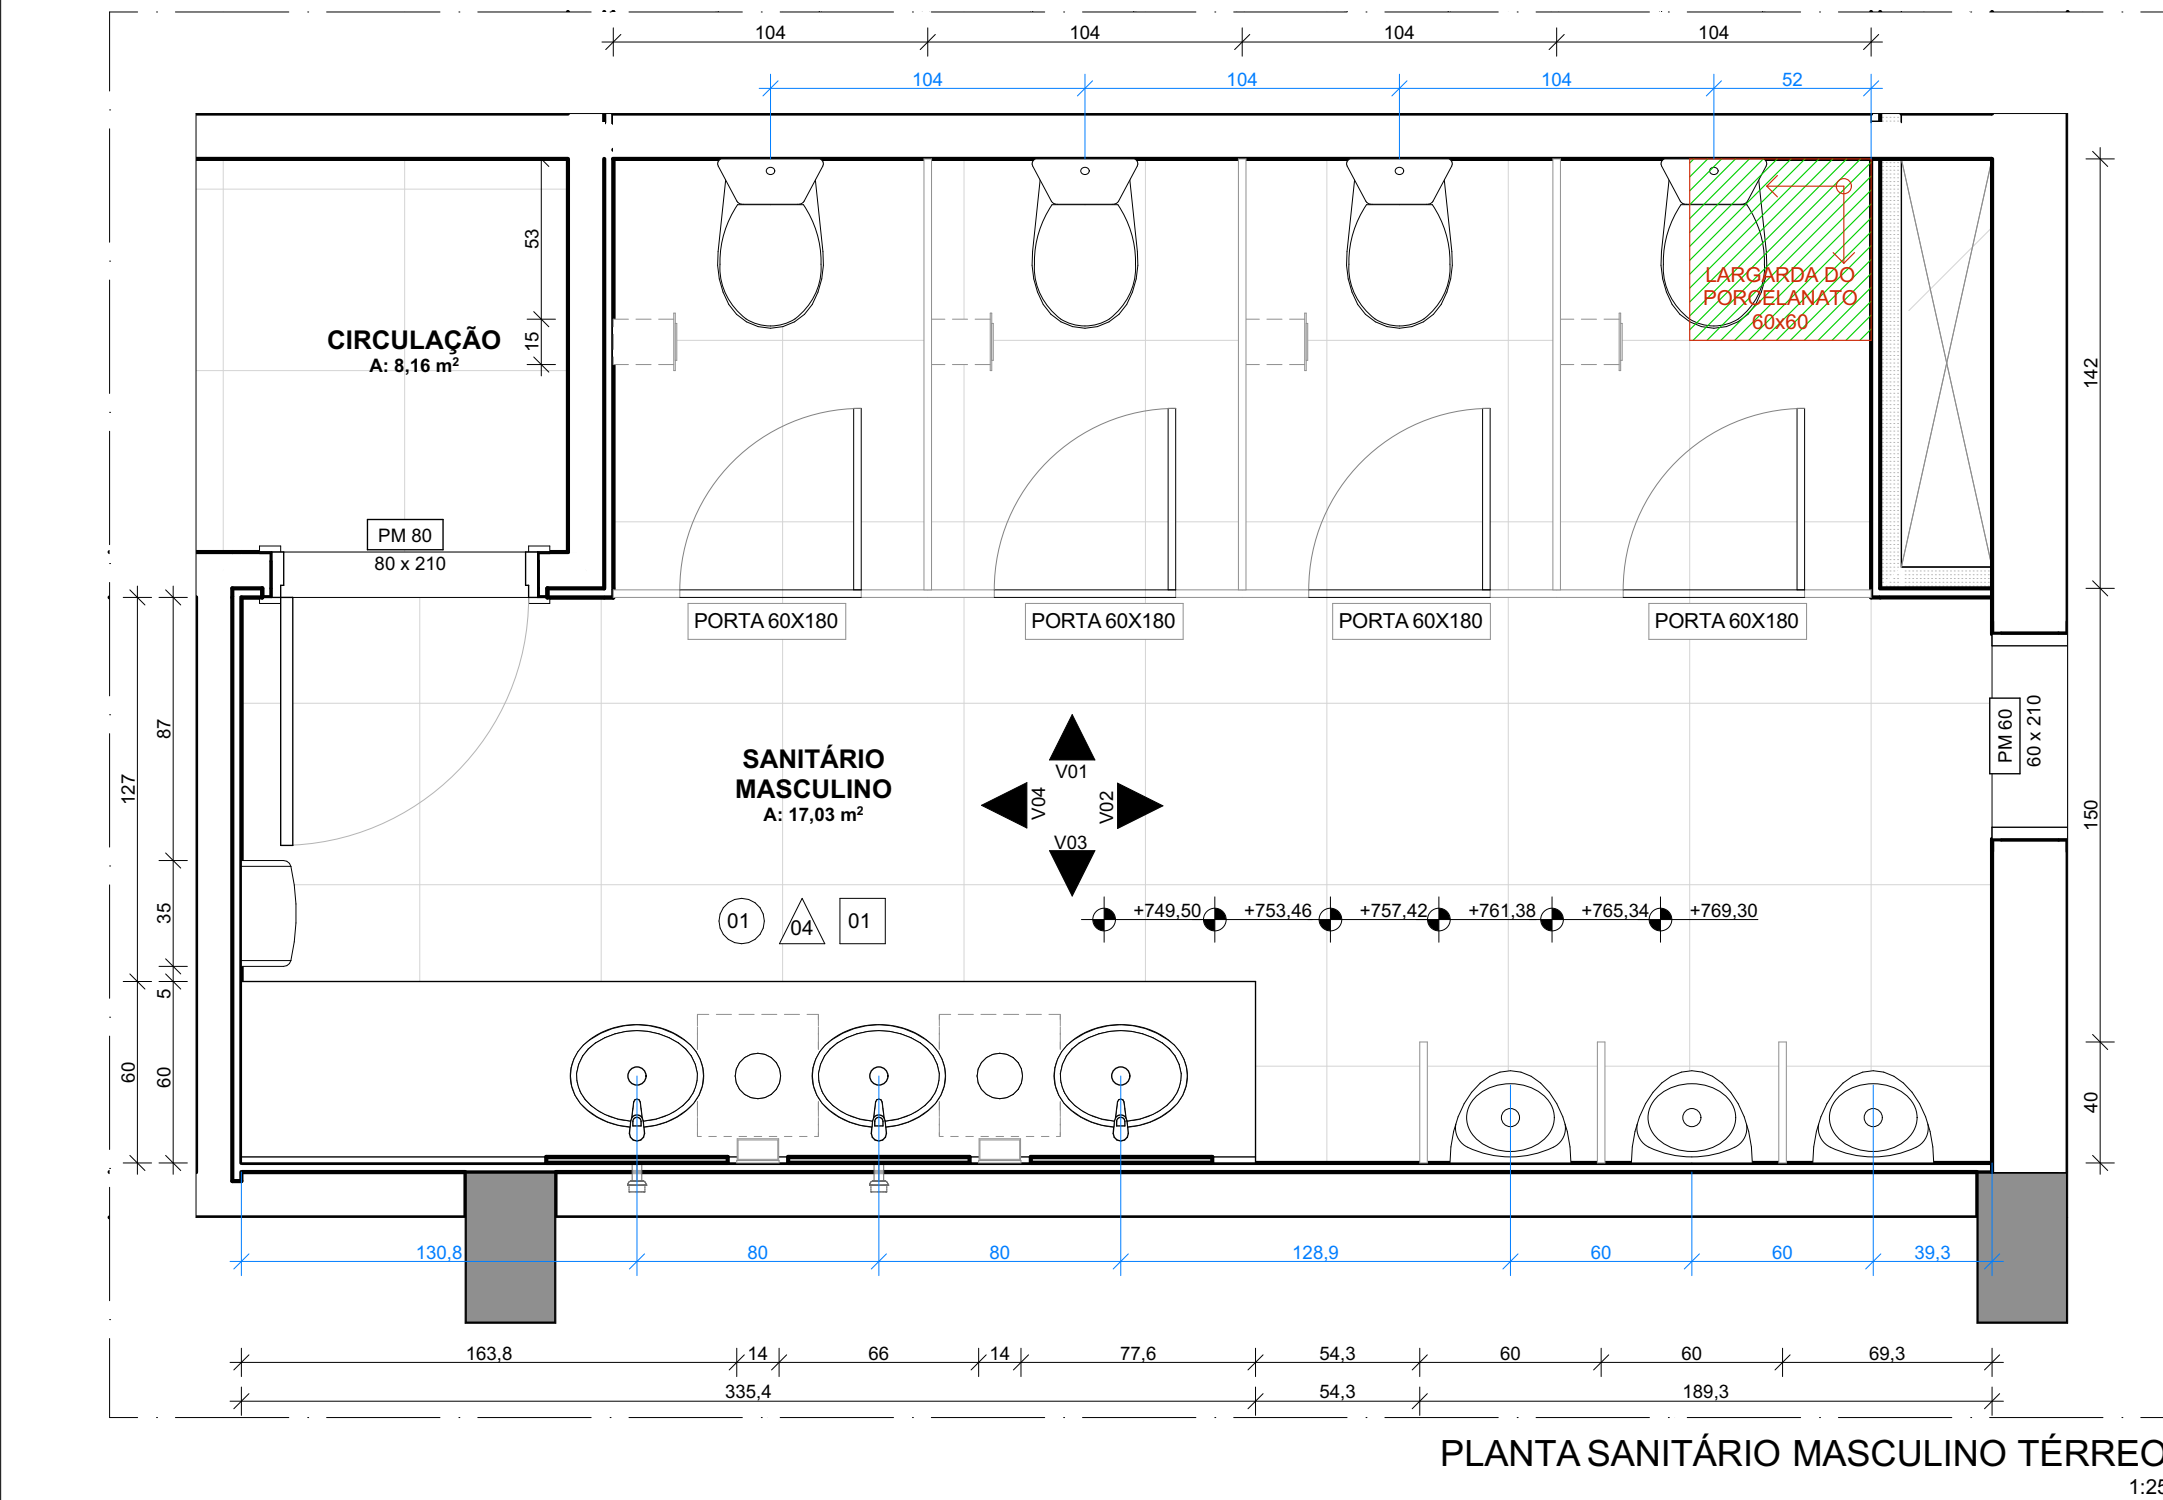 104 104 104 104
104 104 104 52
53
15
CIRCULAÇÃO
A: 8,16 m²
LARGARDA DO
PORCELANATO
60x60
142
PM 80
80 x 210
PORTA 60X180 PORTA 60X180 PORTA 60X180 PORTA 60X180
PM 60
60 x 210
87
127
SANITÁRIO
MASCULINO
A: 17,03 m²
V01
V04
V02
V03
150
35
01 04 01
+749,50 +753,46 +757,42 +761,38 +765,34 +769,30
5
60
60
40
130,8 80 80 128,9 60 60 39,3
163,8 14 66 14 77,6 54,3 60 60 69,3
335,4 54,3 189,3
PLANTA SANITÁRIO MASCULINO TÉRREO
1:25